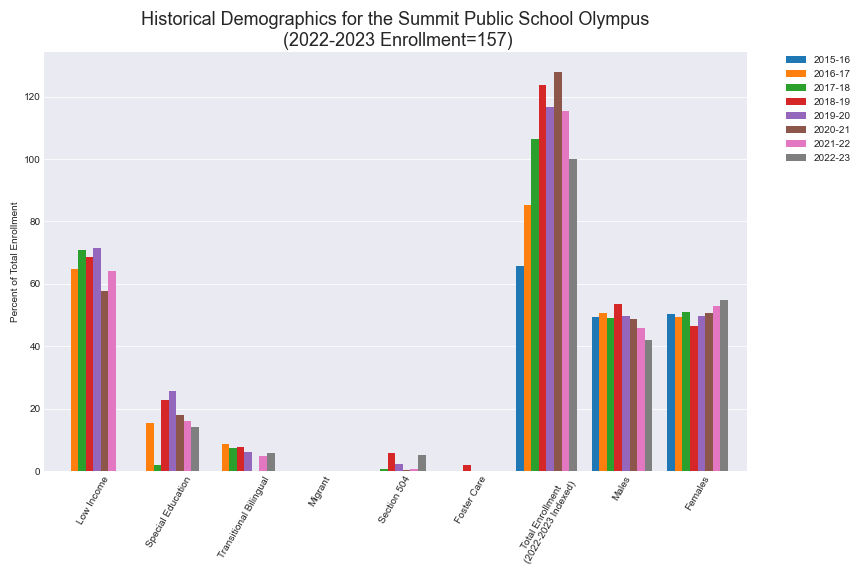 Historical Demographics for the Summit Public School Olympus
(2022-2023 Enrollment=157)
2015-16
2016-17
2017-18
2018-19
2019-20
2020-21
2021-22
2022-23
Percent of Total Enrollment
120
100
80
60
40
20
0
Low Income
Special Education
Transitional Bilingual
Migrant
Section 504
Foster Care
Total Enrollment
(2022-2023 Indexed)
Males
Females